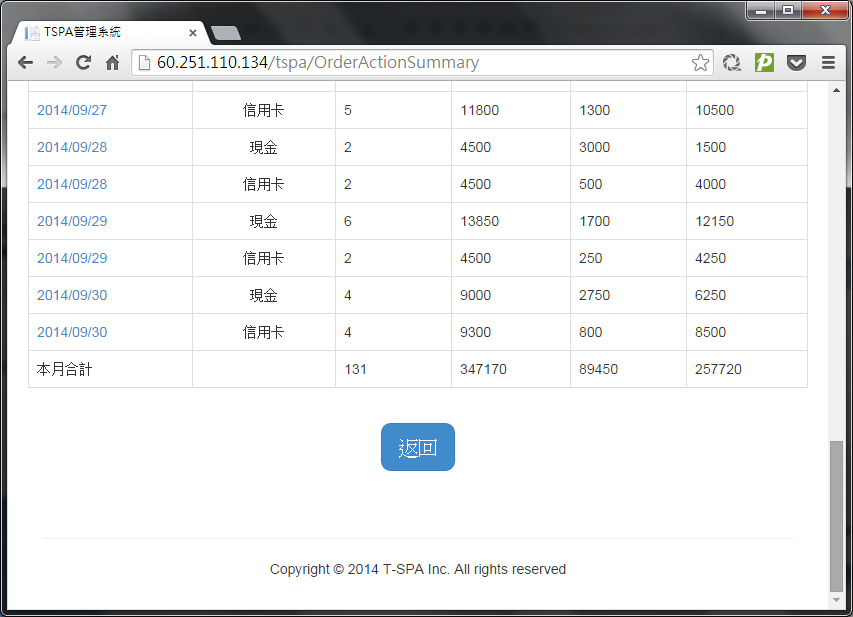 TSPA管理系統
60.251.110.134/tspa/OrderActionSummary
2014/09/27 信用卡 5 11800 1300 10500
2014/09/28 現金 2 4500 3000 1500
2014/09/28 信用卡 2 4500 500 4000
2014/09/29 現金 6 13850 1700 12150
2014/09/29 信用卡 2 4500 250 4250
2014/09/30 現金 4 9000 2750 6250
2014/09/30 信用卡 4 9300 800 8500
本月合計 131 347170 89450 257720
返回
Copyright © 2014 T-SPA Inc. All rights reserved